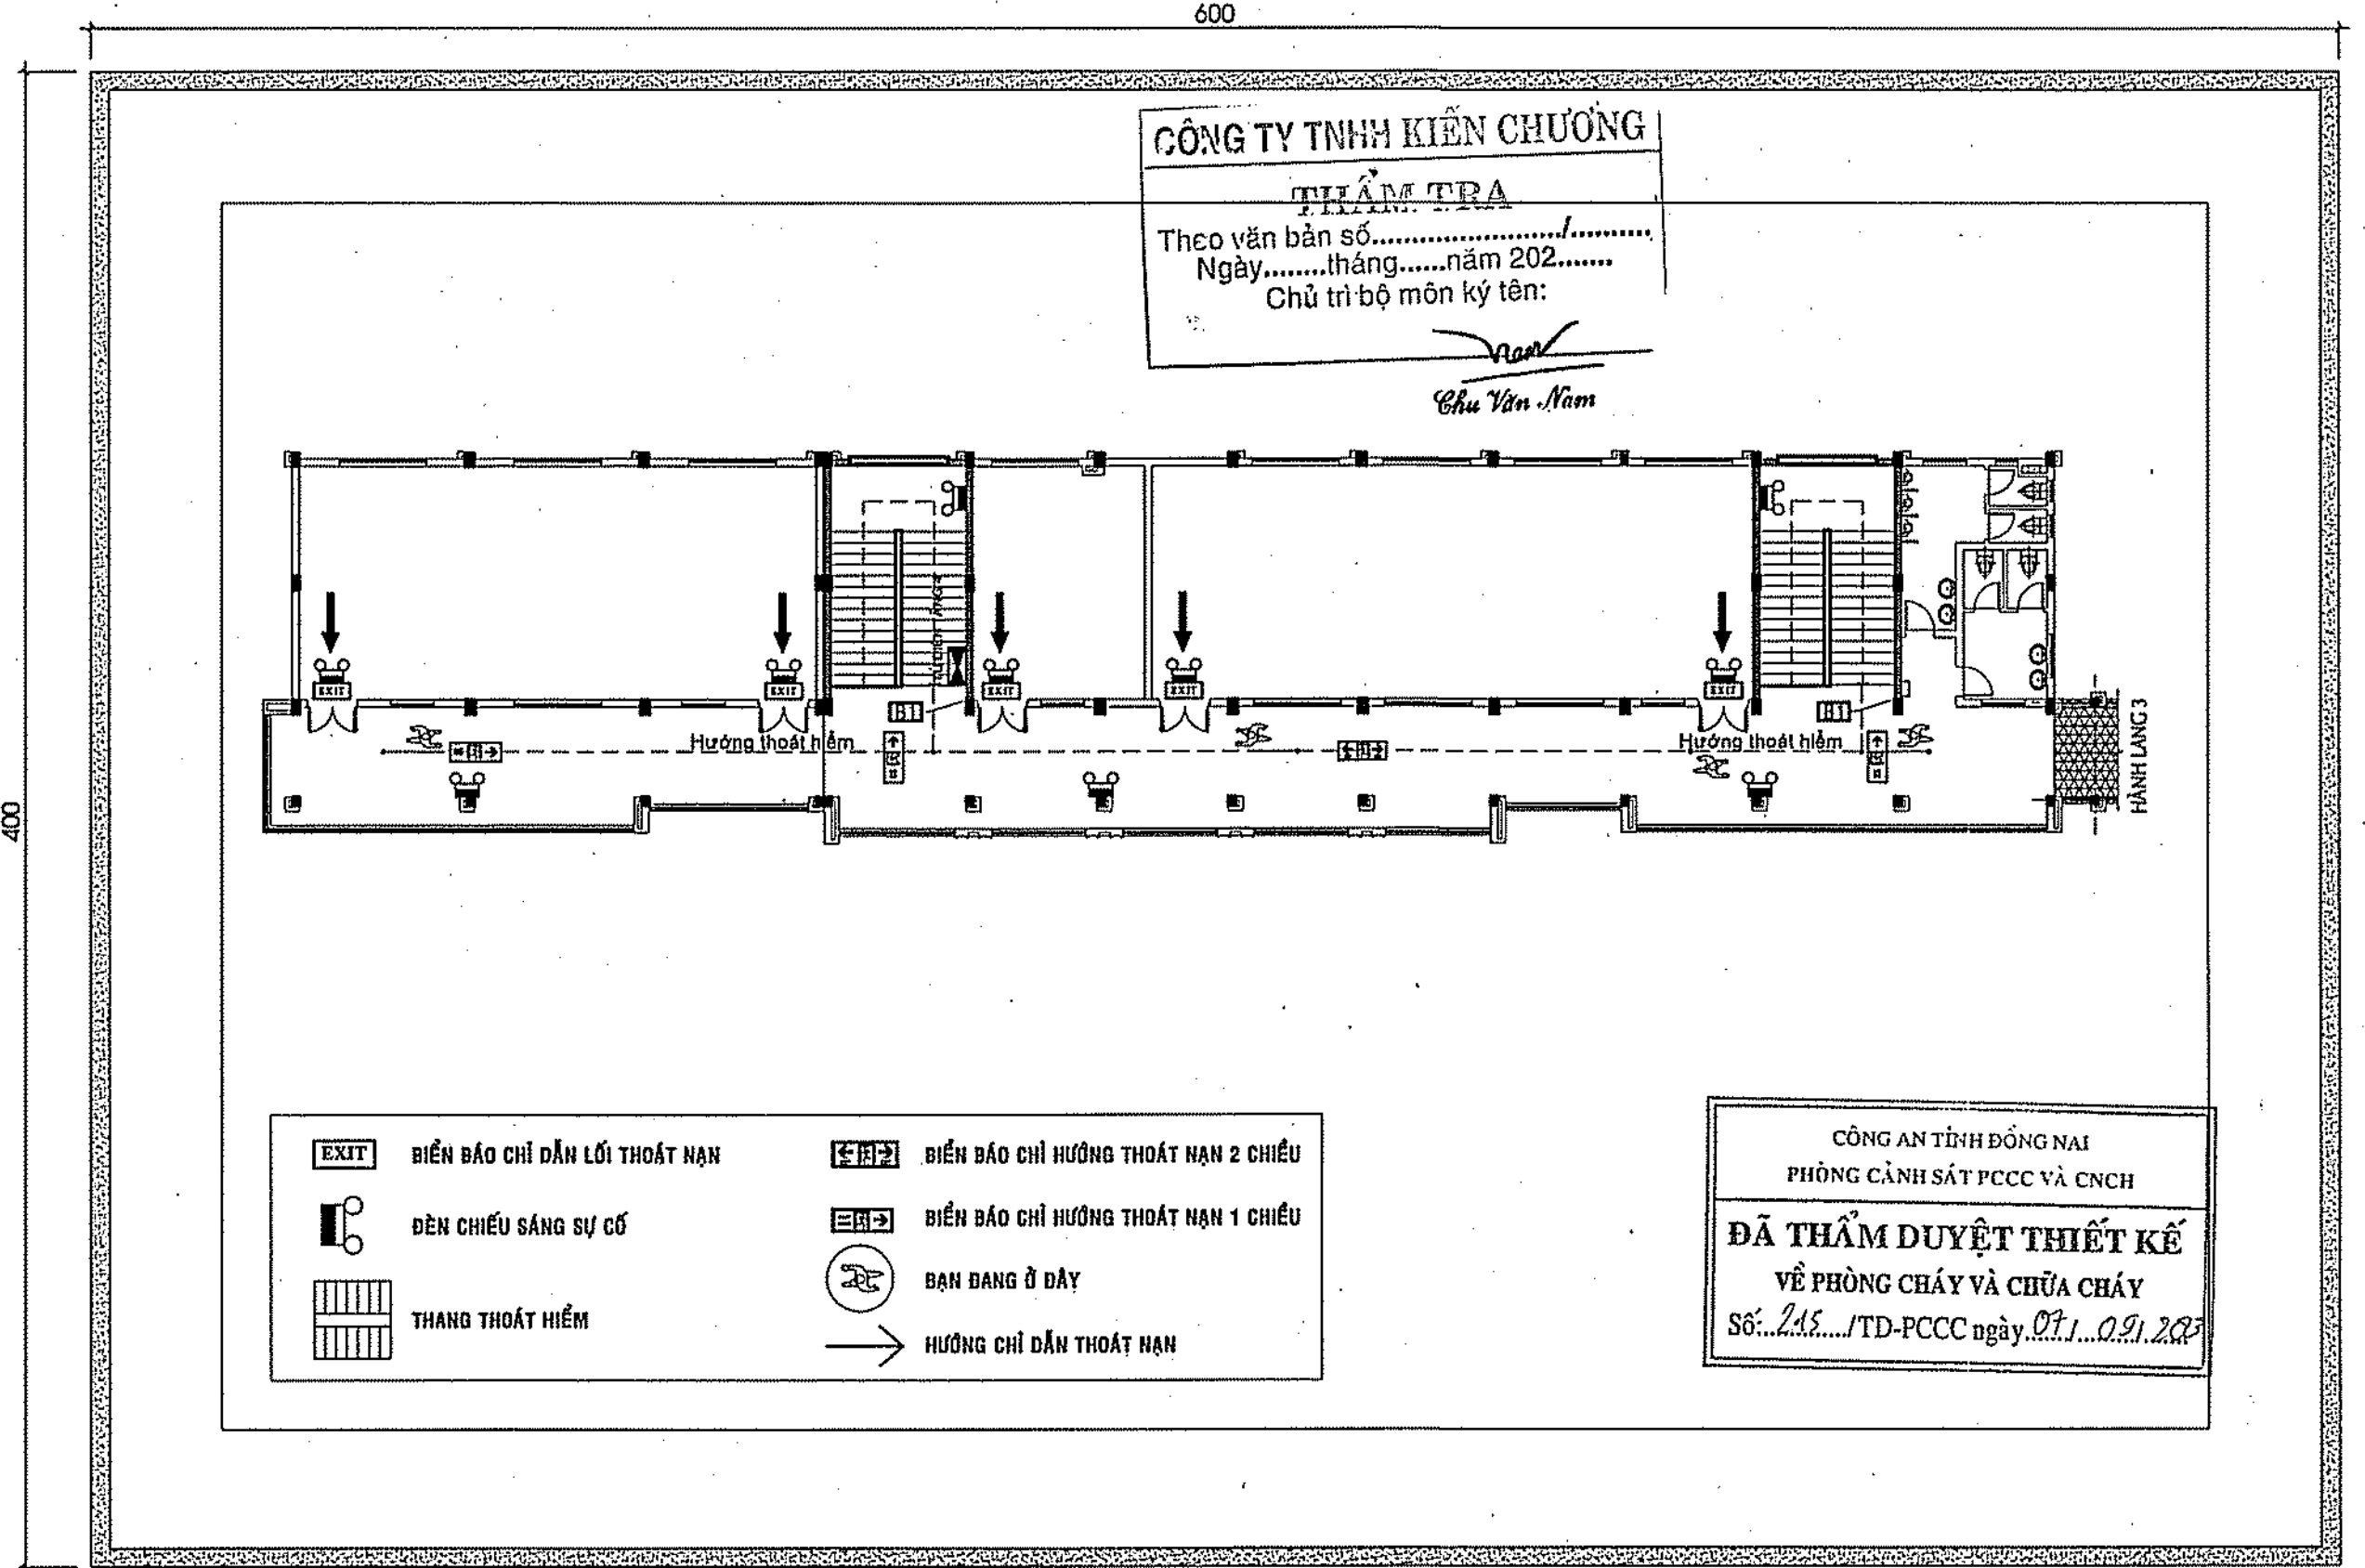 600
CÔNG TY TNHH KIẾN CHƯƠNG
THẨM TRA
Theo văn bản số......................../..........
Ngày........tháng......năm 202.......
Chủ trì bộ môn ký tên:
Nam
Chu Văn Nam
400
EXIT
EXIT
EXIT
EXIT
EXIT
B1
B1
Hướng thoát hiểm
Hướng thoát hiểm
HÀNH LANG 3
EXIT BIỂN BÁO CHỈ DẪN LỐI THOÁT NẠN
ĐÈN CHIẾU SÁNG SỰ CỐ
THANG THOÁT HIỂM
BIỂN BÁO CHỈ HƯỚNG THOÁT NẠN 2 CHIỀU
BIỂN BÁO CHỈ HƯỚNG THOÁT NẠN 1 CHIỀU
BẠN ĐANG Ở ĐÂY
HƯỚNG CHỈ DẪN THOÁT NẠN
CÔNG AN TỈNH ĐỒNG NAI
PHÒNG CẢNH SÁT PCCC VÀ CNCH
ĐÃ THẨM DUYỆT THIẾT KẾ
VỀ PHÒNG CHÁY VÀ CHỮA CHÁY
Số:..215...../TD-PCCC ngày.07./...09/.